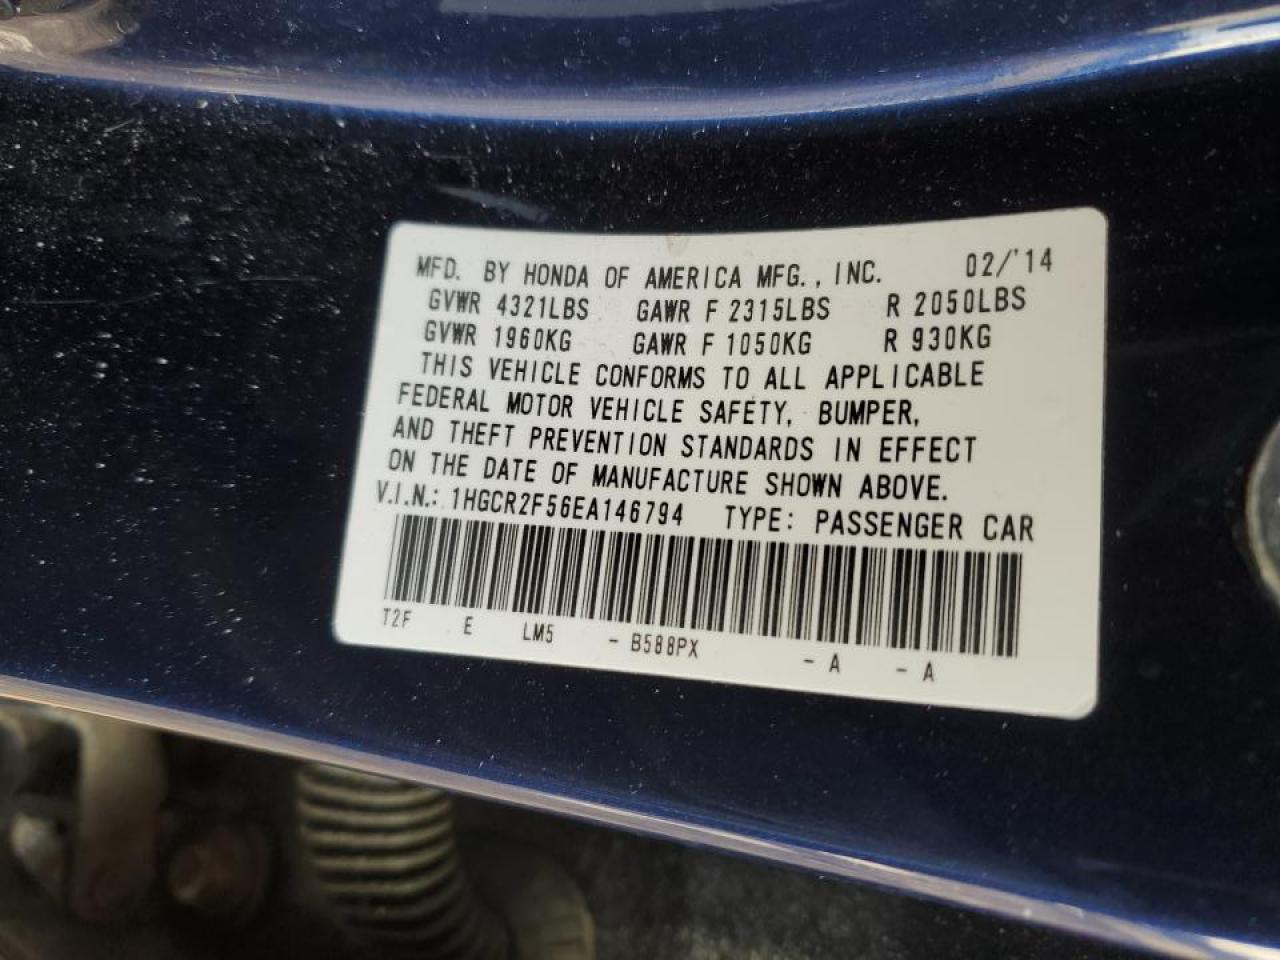 MFD. BY HONDA OF AMERICA MFG., INC. 02/'14
GVWR 4321LBS GAWR F 2315LBS R 2050LBS
GVWR 1960KG GAWR F 1050KG R 930KG
THIS VEHICLE CONFORMS TO ALL APPLICABLE
FEDERAL MOTOR VEHICLE SAFETY, BUMPER,
AND THEFT PREVENTION STANDARDS IN EFFECT
ON THE DATE OF MANUFACTURE SHOWN ABOVE.
V.I.N.: 1HGCR2F56EA146794 TYPE: PASSENGER CAR
T2F E LM5 - B588PX - A - A